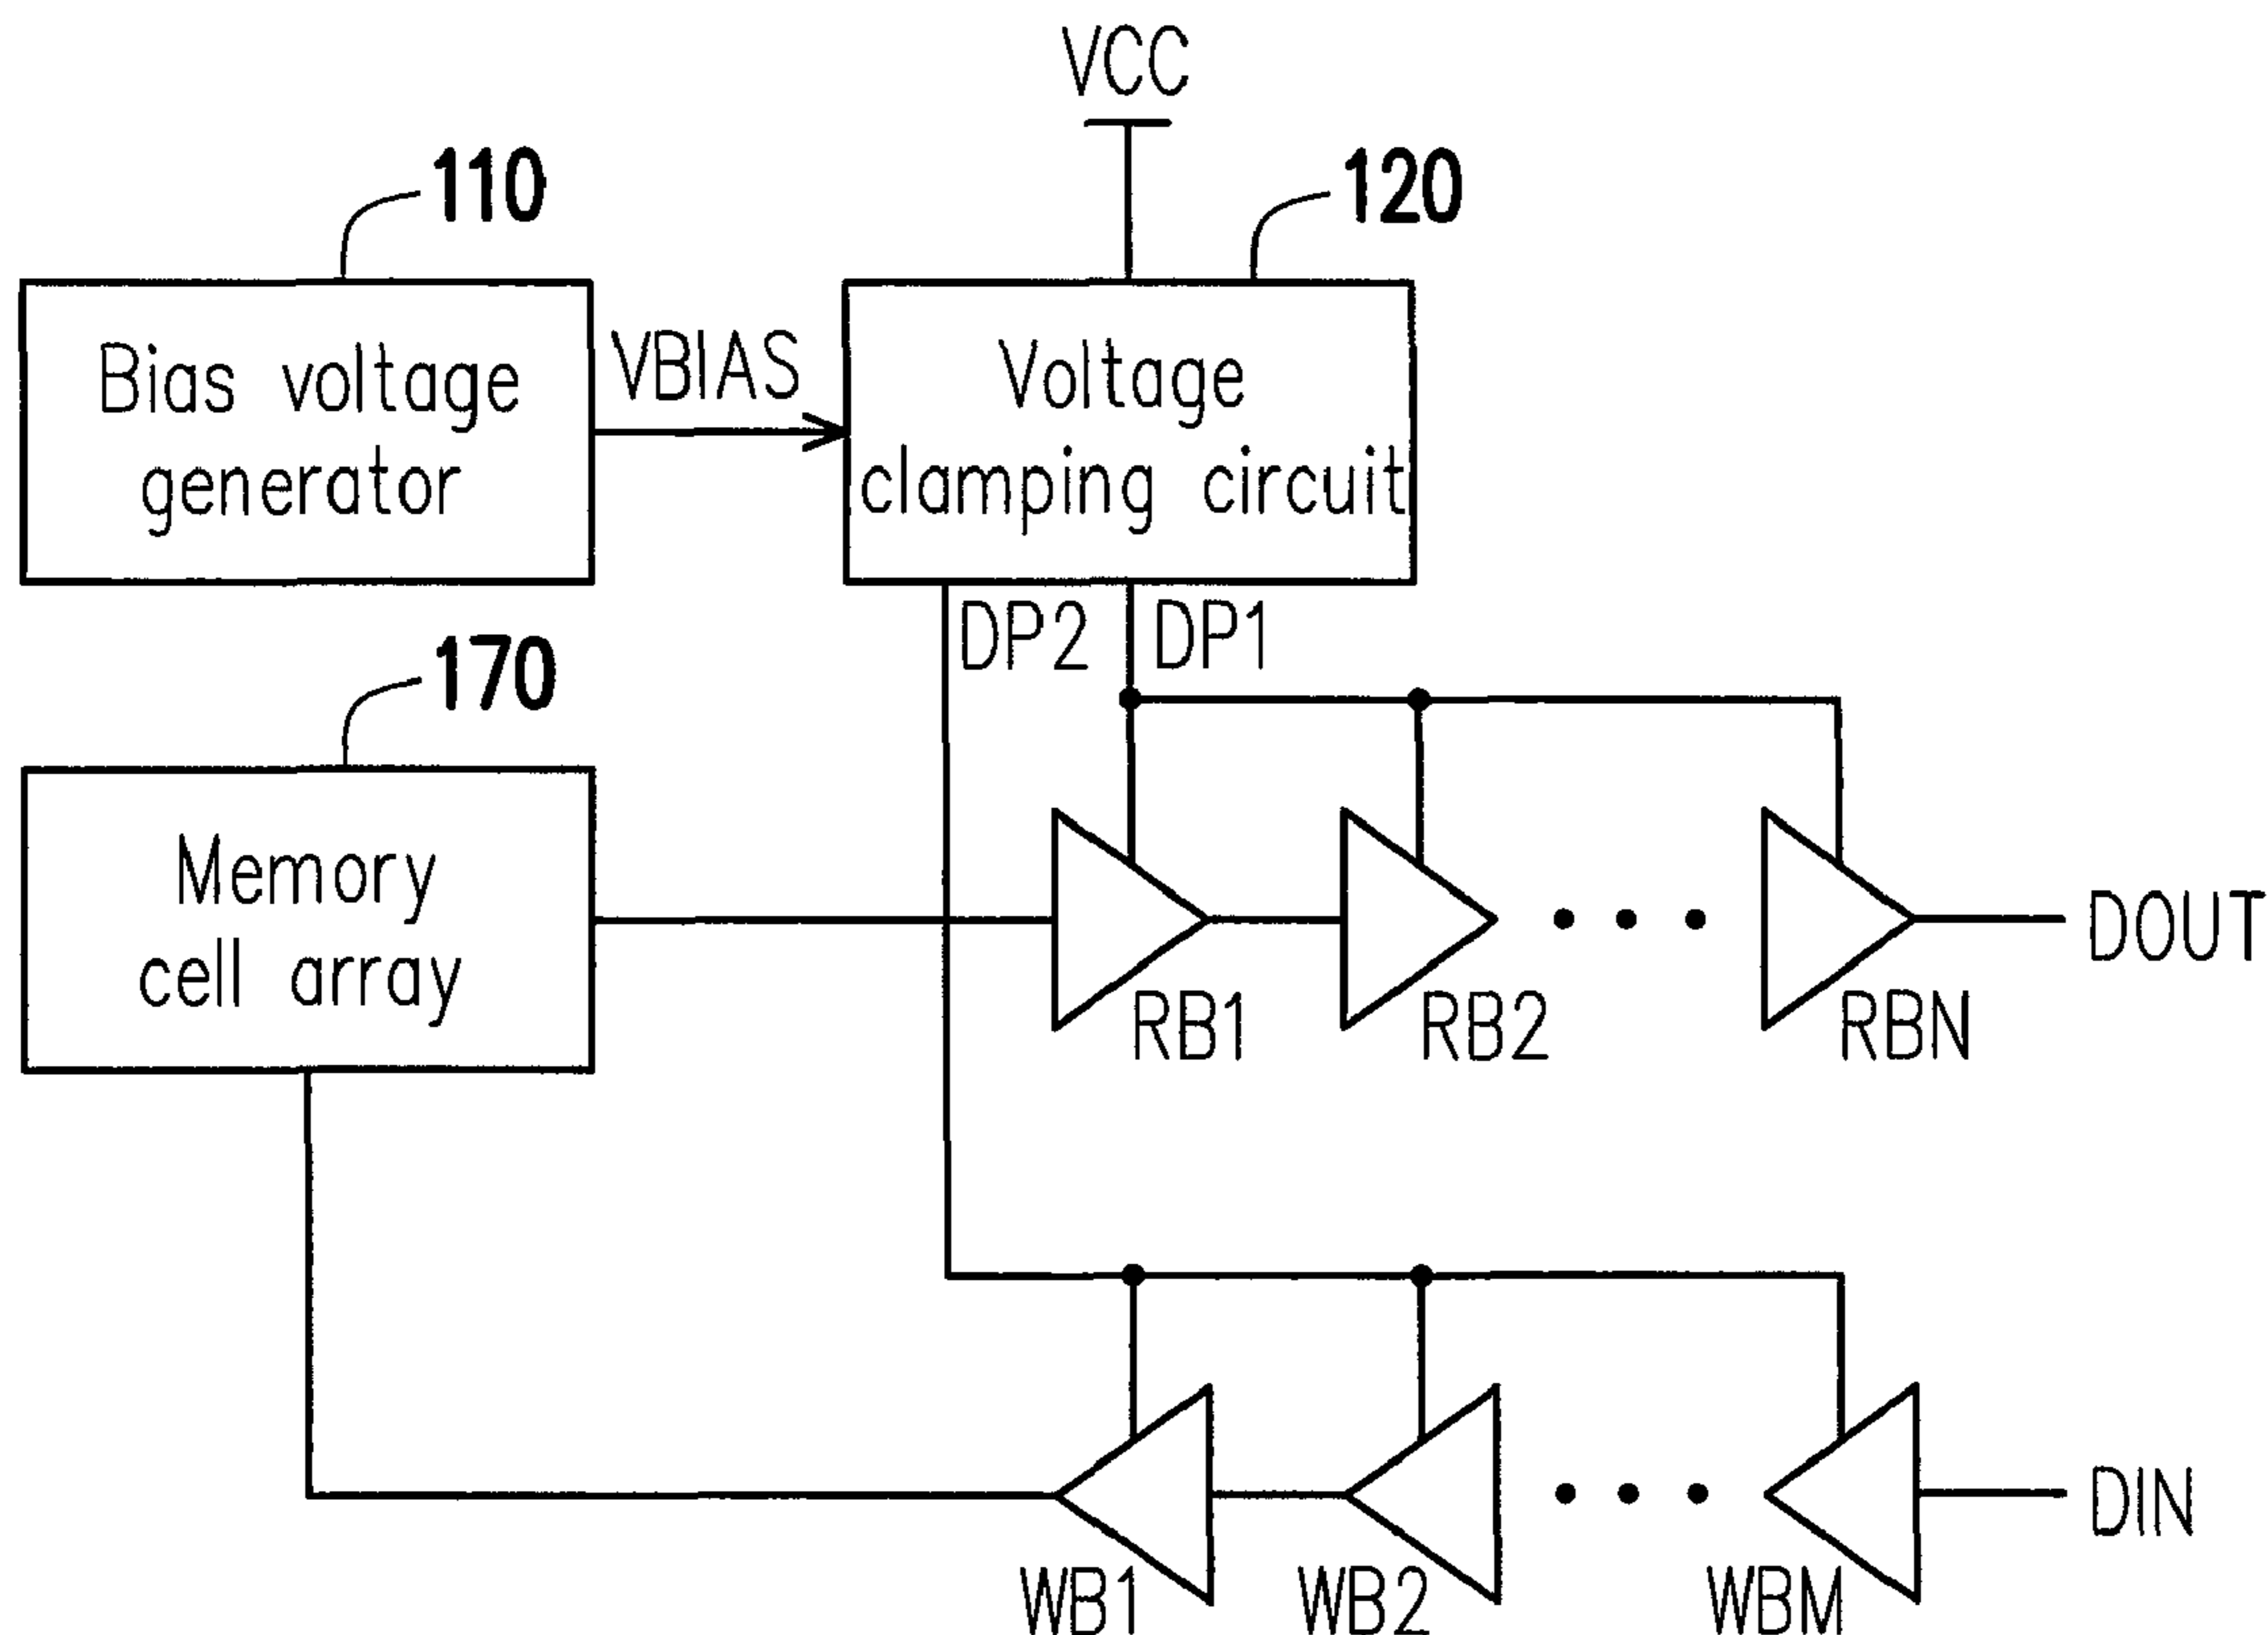 VCC
110
120
Bias voltage
generator
VBIAS
Voltage
clamping circuit
DP2
DP1
170
Memory
cell array
DOUT
RB1
RB2
RBN
DIN
WB1
WB2
WBM